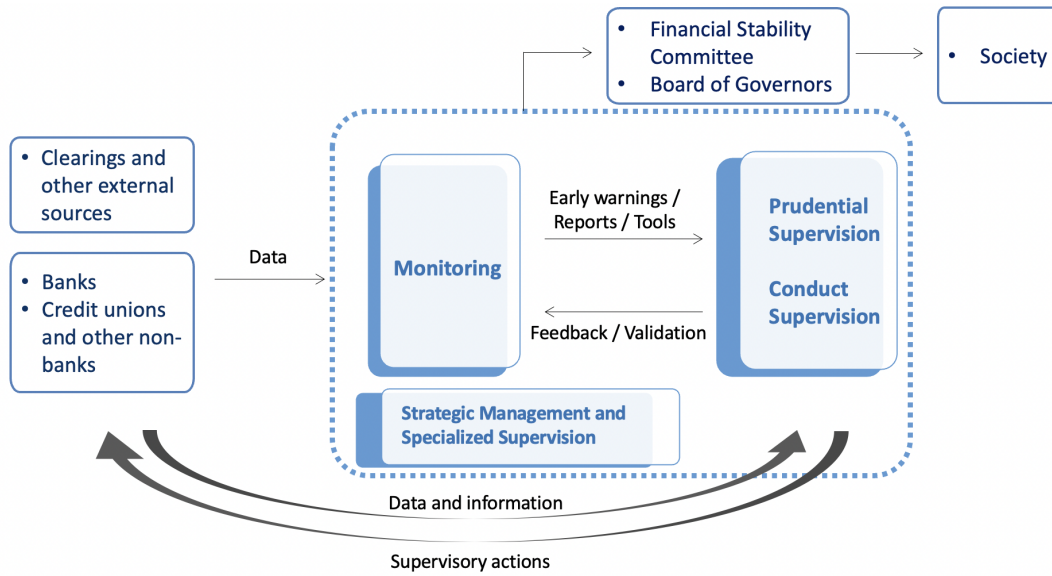 • Financial Stability
Committee
• Board of Governors
• Society
• Clearings and
other external
sources
• Banks
• Credit unions
and other non-
banks
Data
Monitoring
Early warnings /
Reports / Tools
Feedback / Validation
Prudential
Supervision
Conduct
Supervision
Strategic Management and
Specialized Supervision
Data and information
Supervisory actions